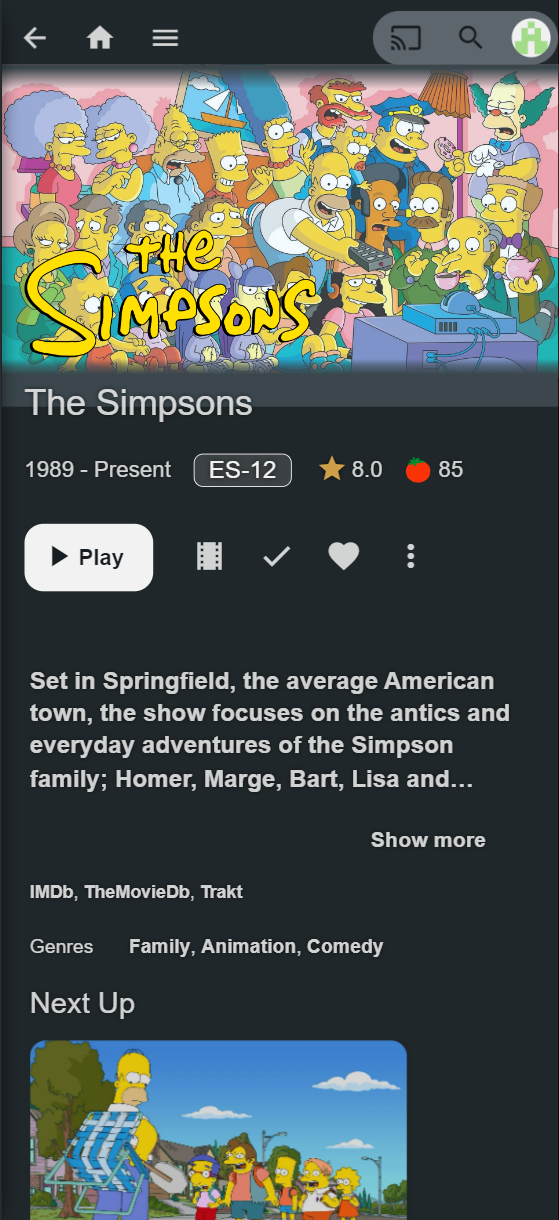 THE
SIMPSONS
The Simpsons
1989 - Present ES-12 8.0 85
Play
Set in Springfield, the average American
town, the show focuses on the antics and
everyday adventures of the Simpson
family; Homer, Marge, Bart, Lisa and...
Show more
IMDb, TheMovieDb, Trakt
Genres Family, Animation, Comedy
Next Up